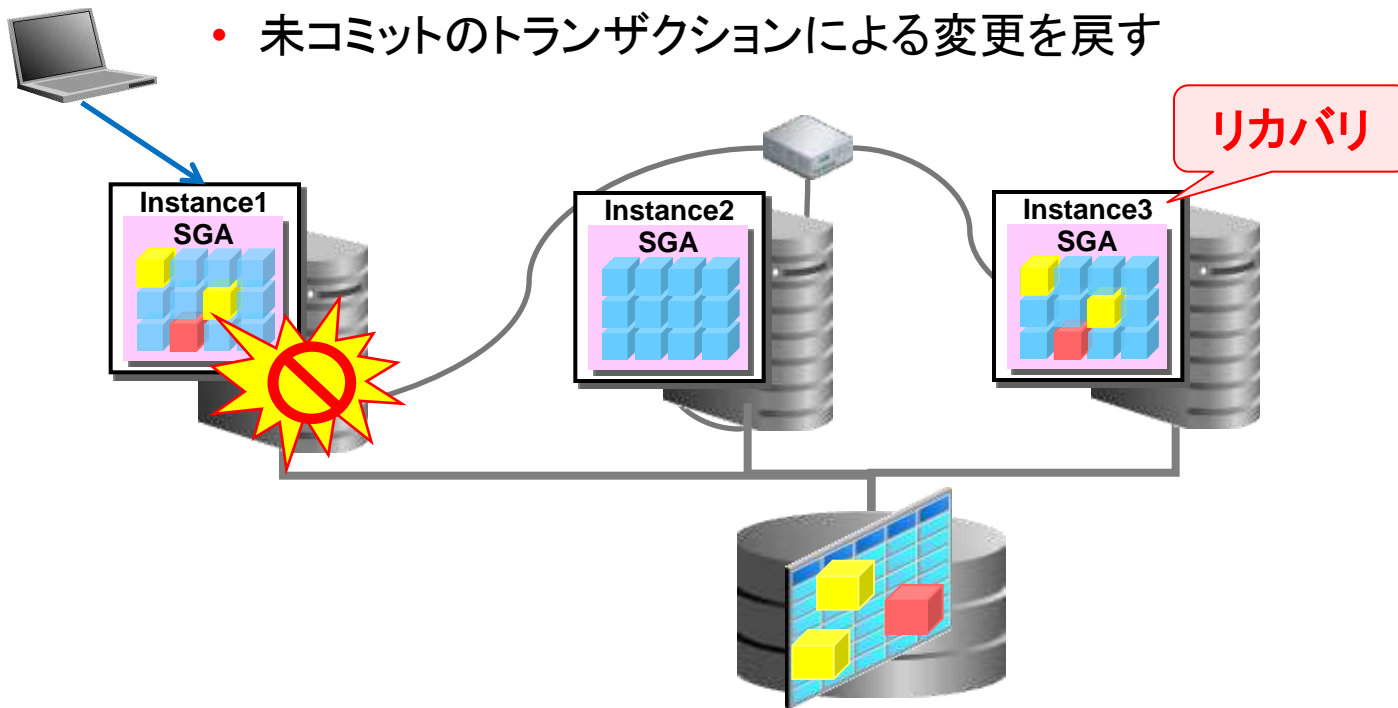 • 未コミットのトランザクションによる変更を戻す
リカバリ
Instance1
SGA
Instance2
SGA
Instance3
SGA